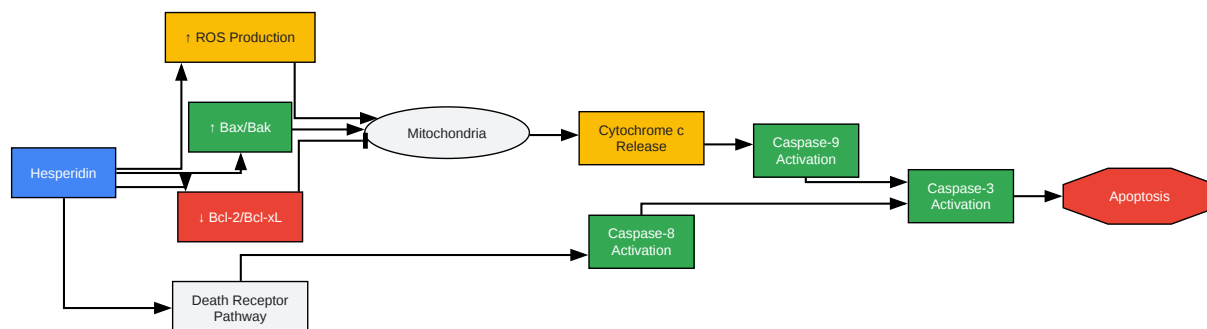 ↑ ROS Production
↑ Bax/Bak
Mitochondria
Cytochrome c
Release
Caspase-9
Activation
Hesperidin
↓ Bcl-2/Bcl-xL
Caspase-3
Activation
Apoptosis
Caspase-8
Activation
Death Receptor
Pathway